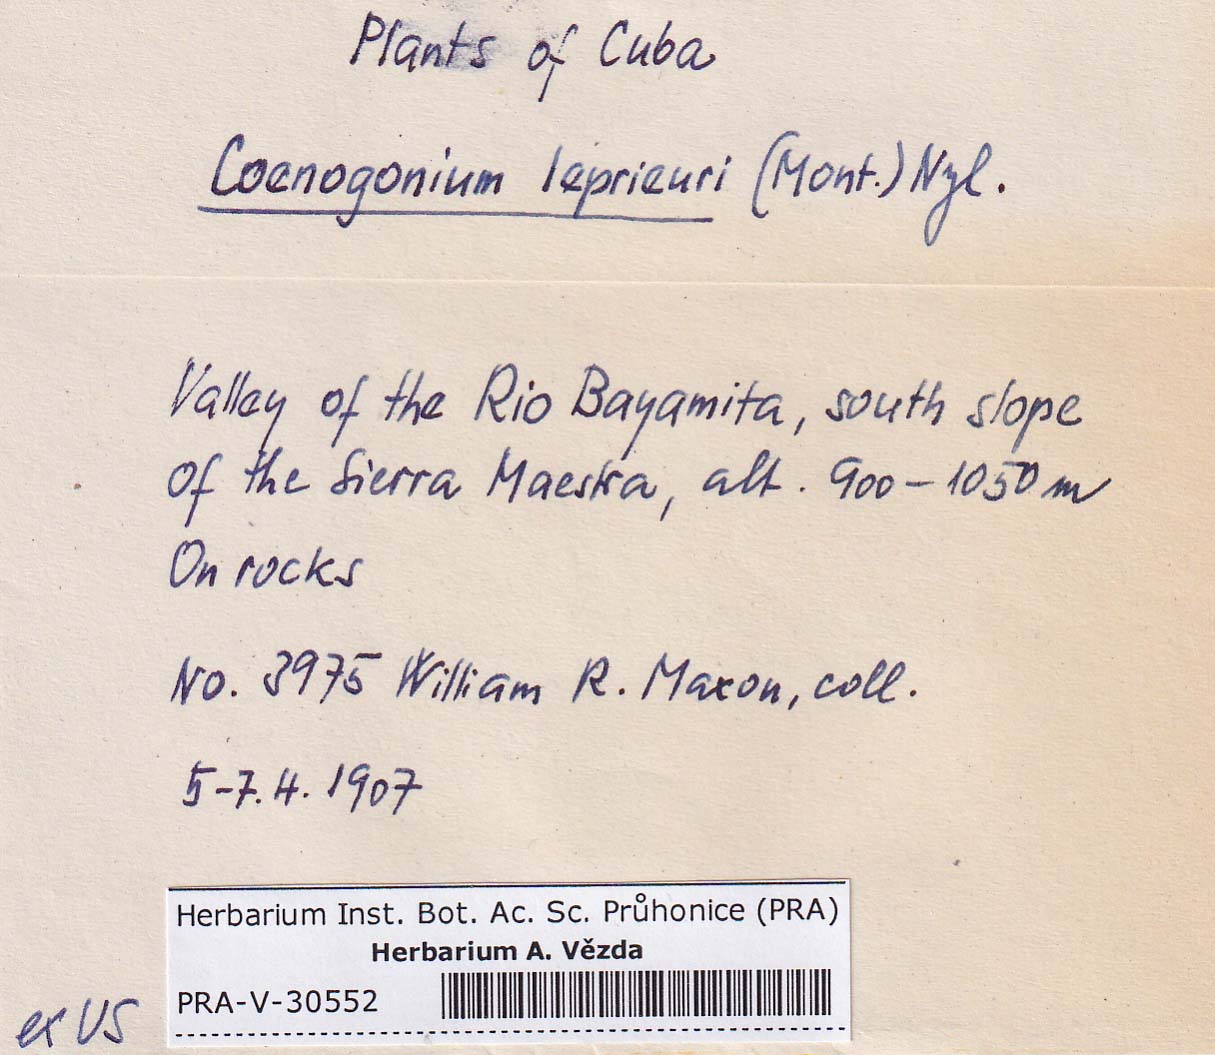 Plants of Cuba
Coenogonium leprieuri (Mont.) Nyl.
Valley of the Rio Bayamita, south slope
of the Sierra Maestra, alt. 900-1050 m
On rocks
No. 3975 William R. Maxon, coll.
5-7.4. 1907
Herbarium Inst. Bot. Ac. Sc. Průhonice (PRA)
Herbarium A. Vězda
PRA-V-30552
ex US